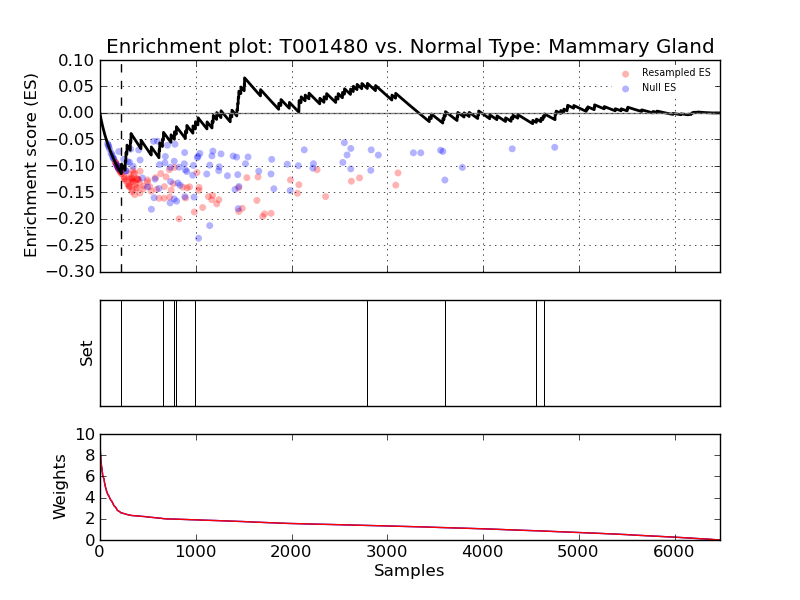 Enrichment plot: T001480 vs. Normal Type: Mammary Gland
0.10
0.05
0.00
−0.05
−0.10
−0.15
−0.20
−0.25
−0.30
Enrichment score (ES)
Resampled ES
Null ES
Set
10
8
6
4
2
0
Weights
0 1000 2000 3000 4000 5000 6000
Samples